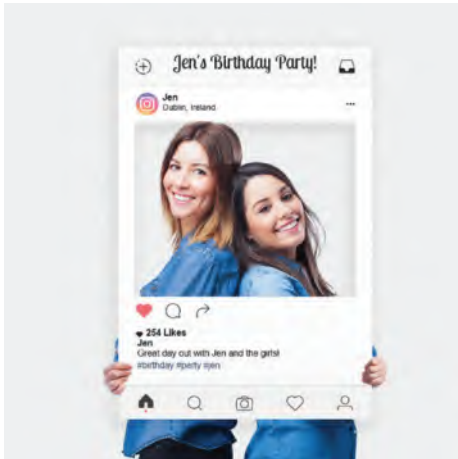 Jen's Birthday Party!
Jen
Dublin, Ireland
254 Likes
Jen
Great day out with Jen and the girls!
#birthday #party #jen